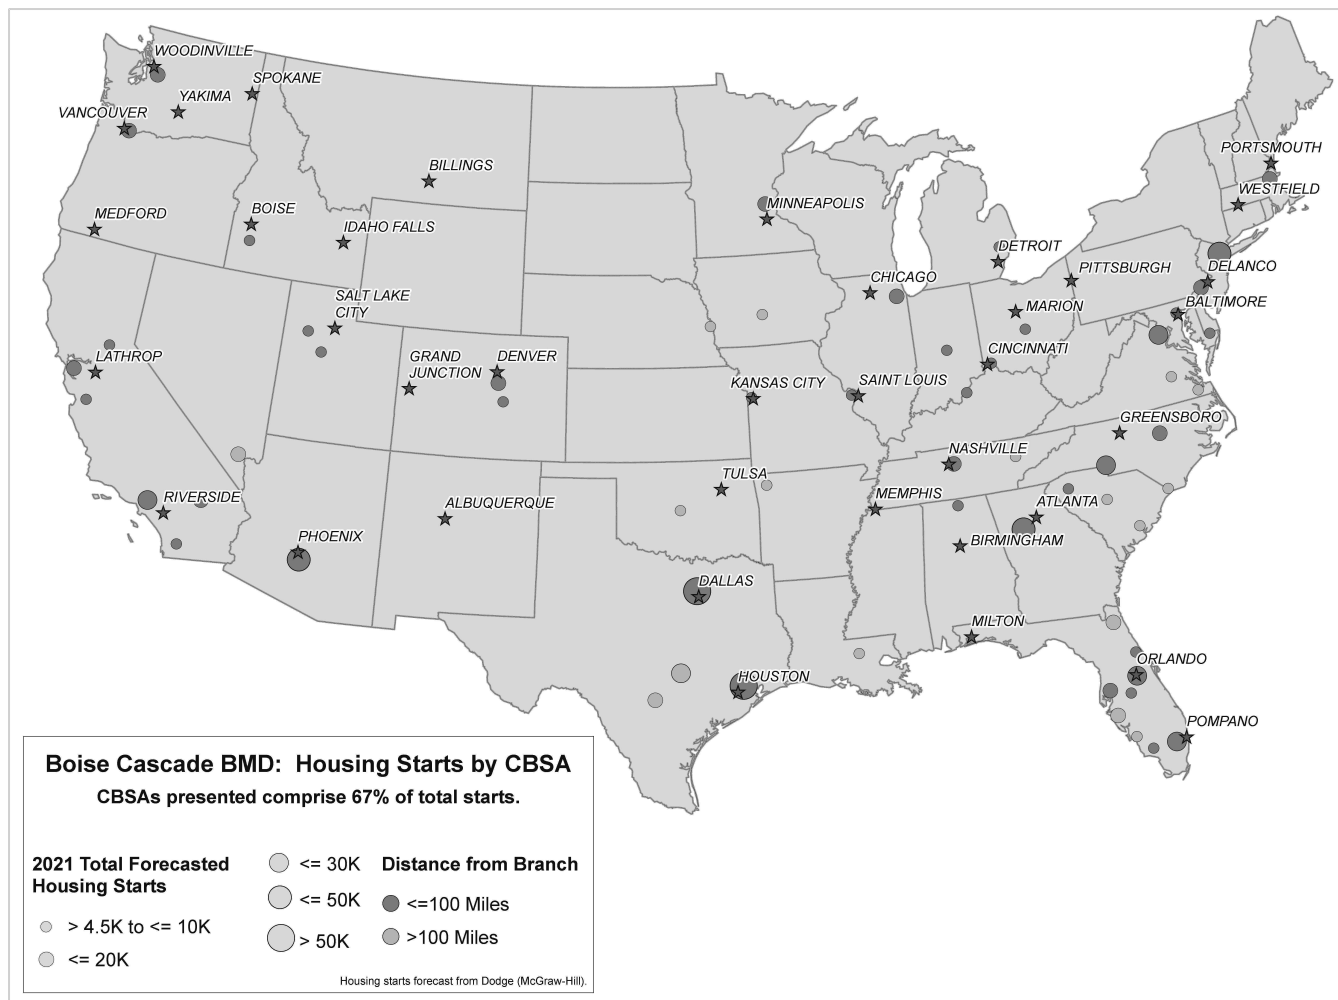 WOODINVILLE
SPOKANE
YAKIMA
VANCOUVER
PORTSMOUTH
BILLINGS
WESTFIELD
MINNEAPOLIS
BOISE
MEDFORD
IDAHO FALLS
DETROIT
PITTSBURGH
DELANCO
CHICAGO
SALT LAKE
CITY
BALTIMORE
MARION
CINCINNATI
LATHROP
GRAND
JUNCTION
DENVER
KANSAS CITY
SAINT LOUIS
GREENSBORO
NASHVILLE
TULSA
RIVERSIDE
ALBUQUERQUE
MEMPHIS
ATLANTA
PHOENIX
BIRMINGHAM
DALLAS
MILTON
ORLANDO
HOUSTON
POMPANO
Boise Cascade BMD: Housing Starts by CBSA
CBSAs presented comprise 67% of total starts.
2021 Total Forecasted
Housing Starts
> 4.5K to <= 10K
<= 20K
<= 30K
<= 50K
> 50K
Distance from Branch
<=100 Miles
>100 Miles
Housing starts forecast from Dodge (McGraw-Hill).